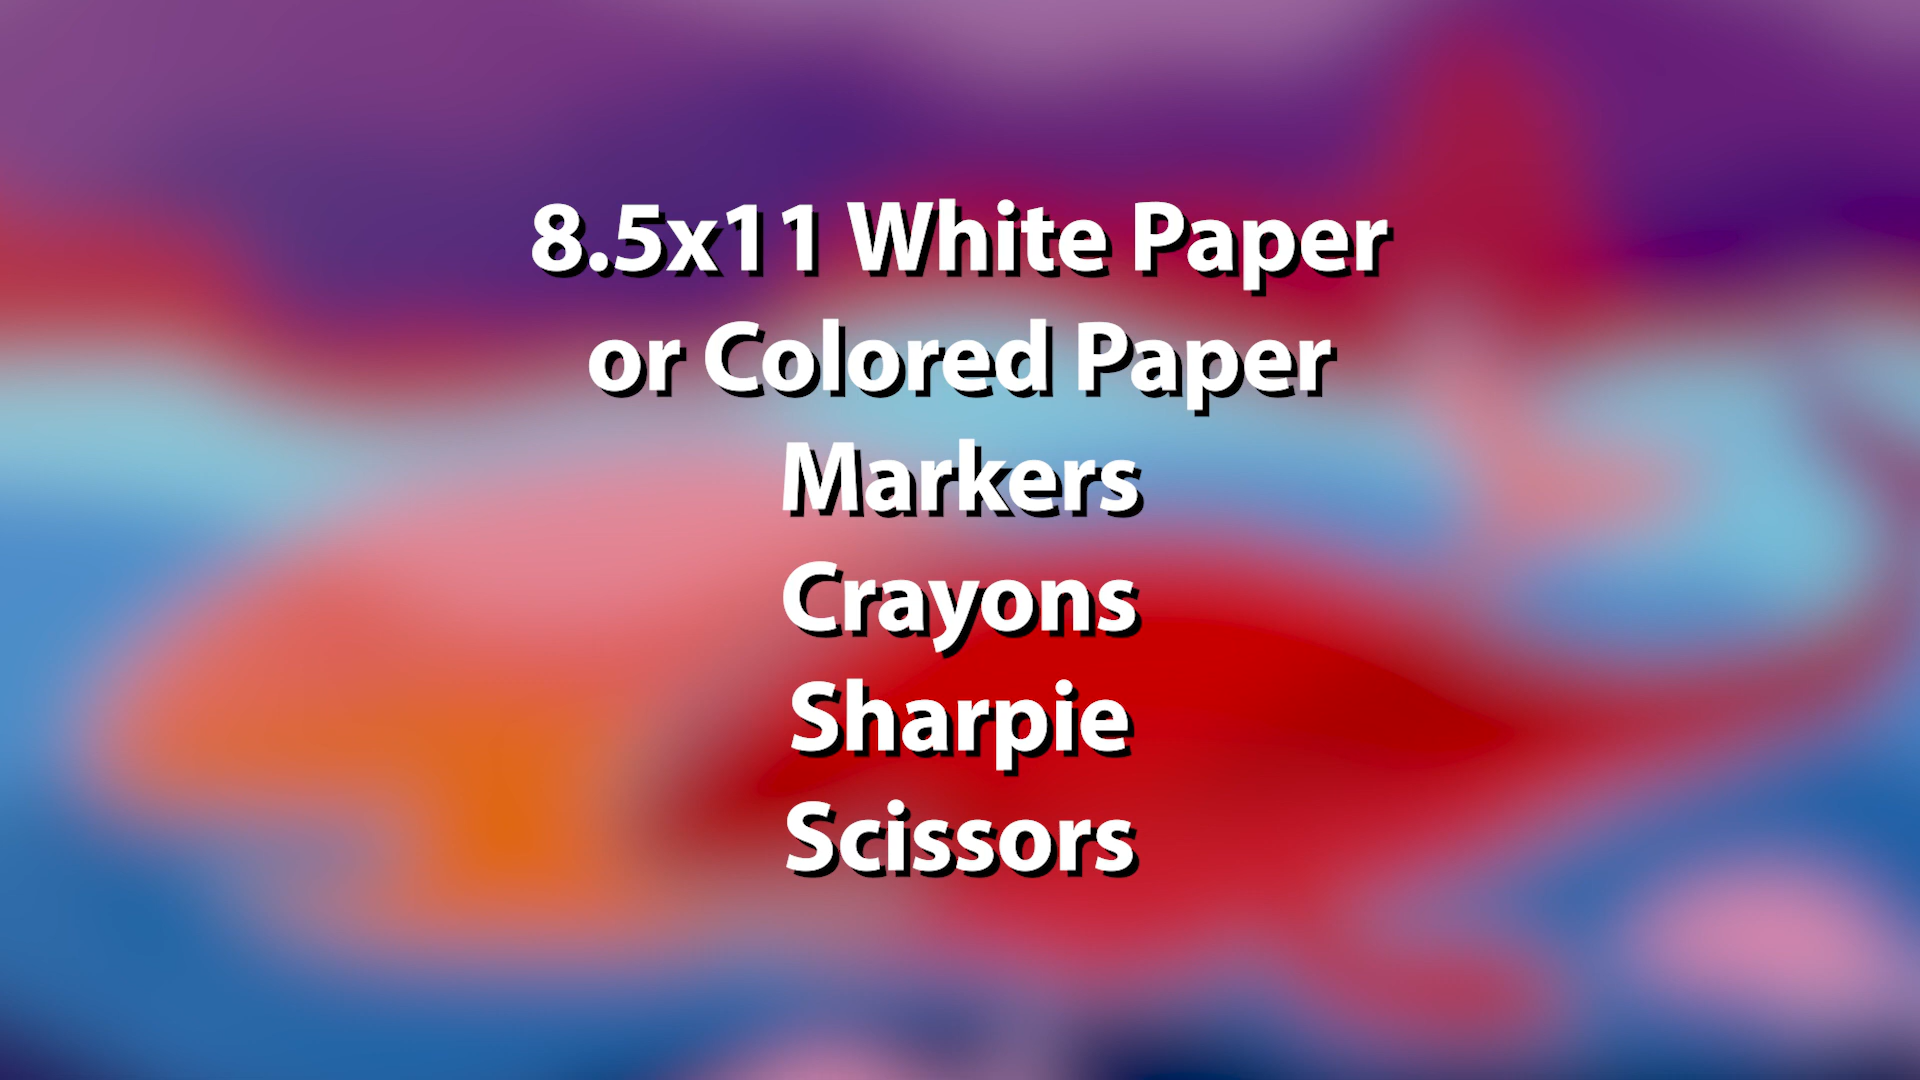 8.5x11 White Paper
or Colored Paper
Markers
Crayons
Sharpie
Scissors